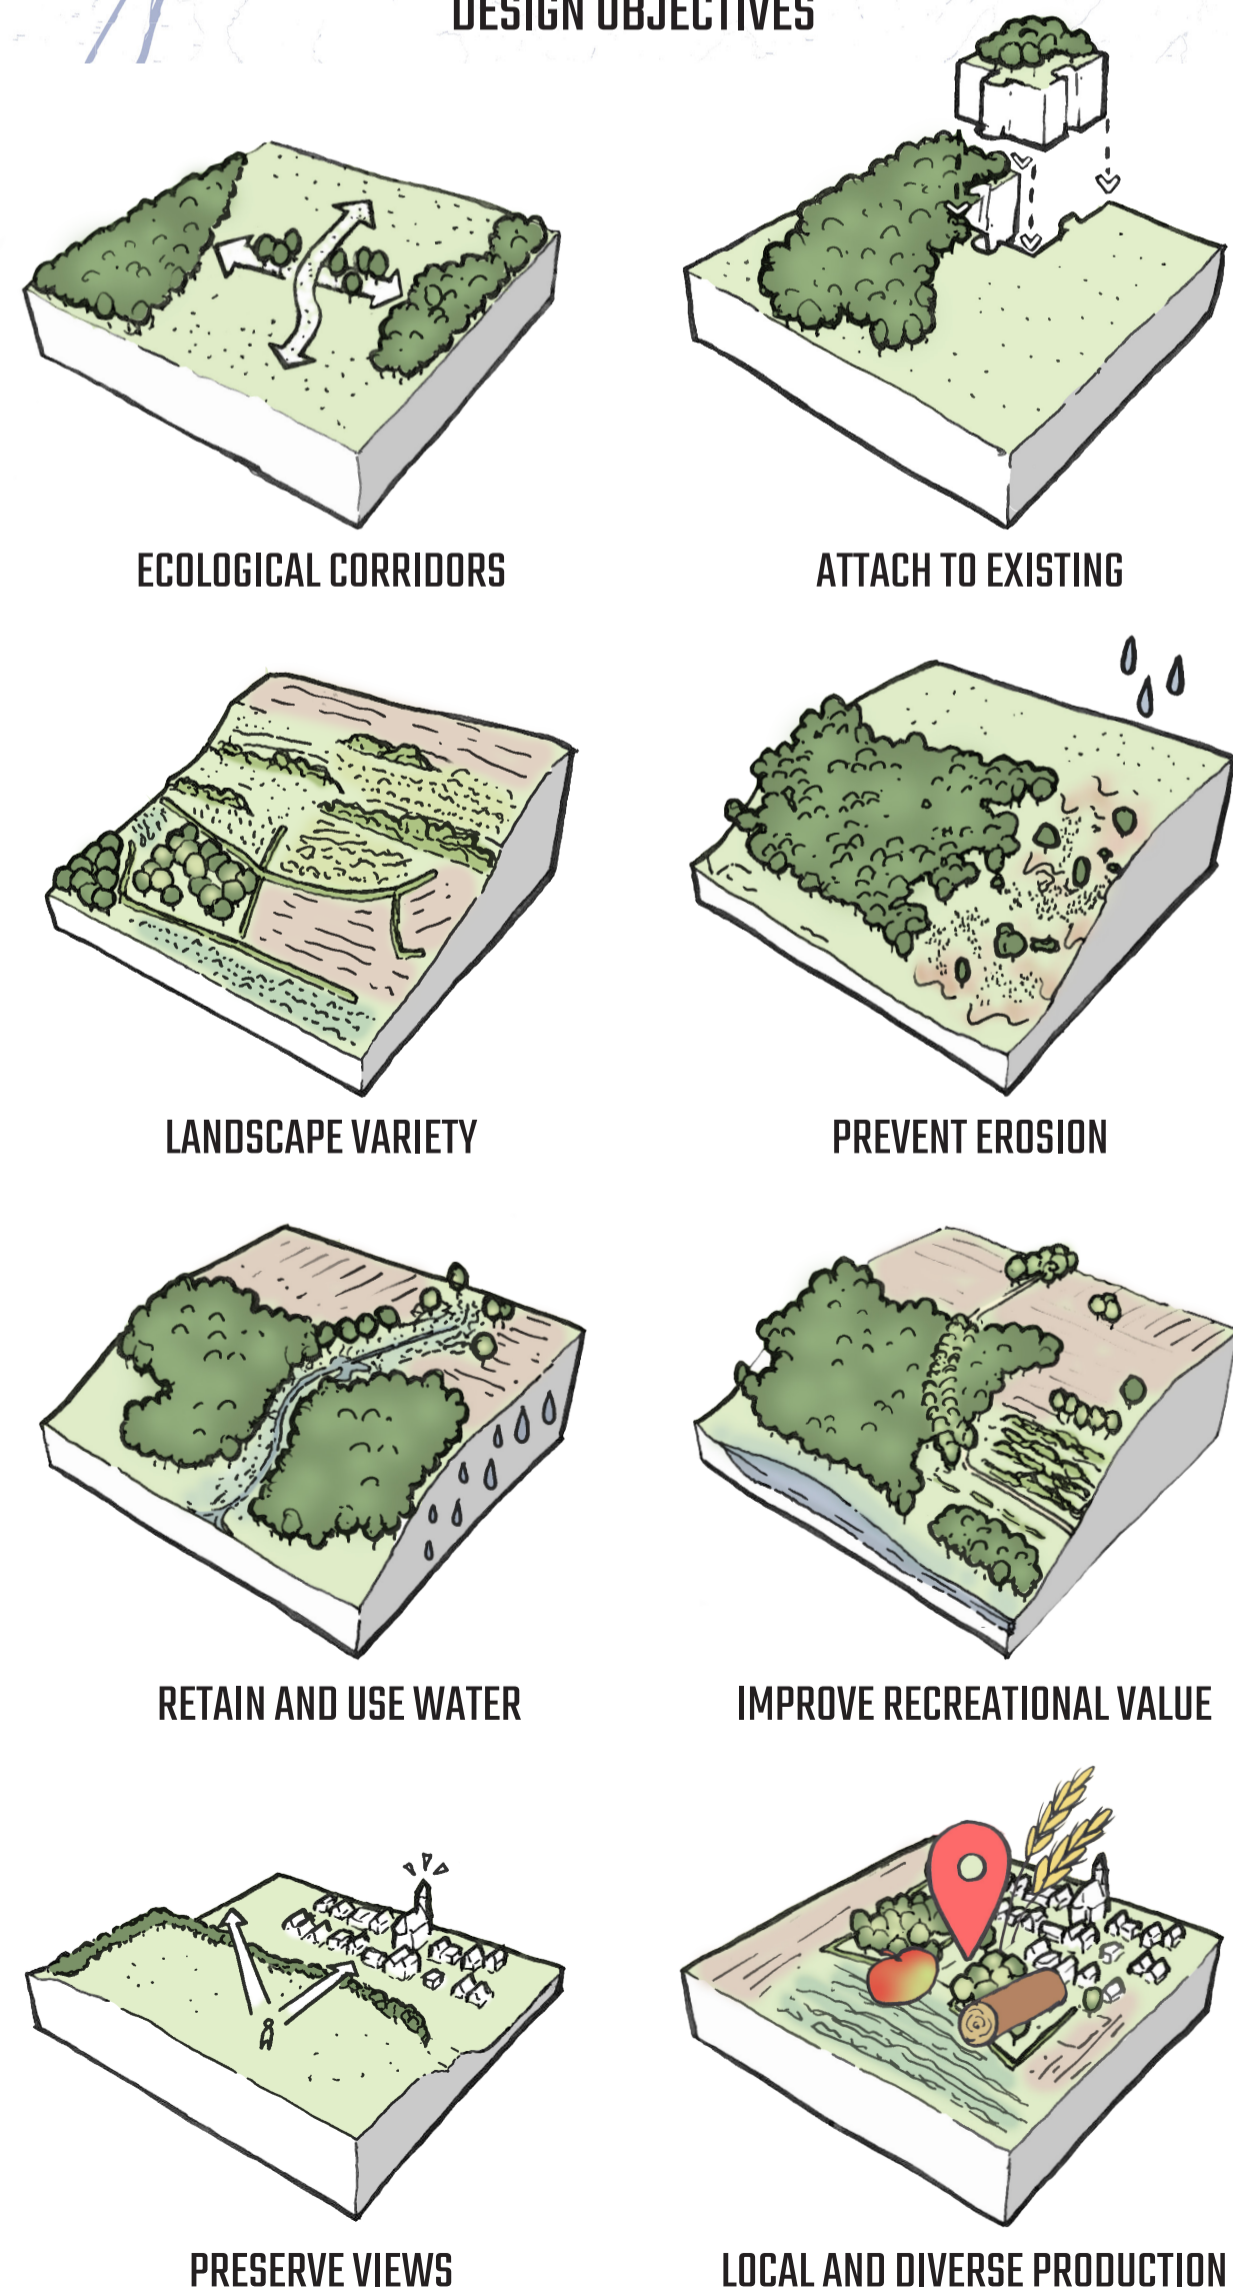 DESIGN OBJECTIVES
ECOLOGICAL CORRIDORS
ATTACH TO EXISTING
LANDSCAPE VARIETY
PREVENT EROSION
RETAIN AND USE WATER
IMPROVE RECREATIONAL VALUE
PRESERVE VIEWS
LOCAL AND DIVERSE PRODUCTION